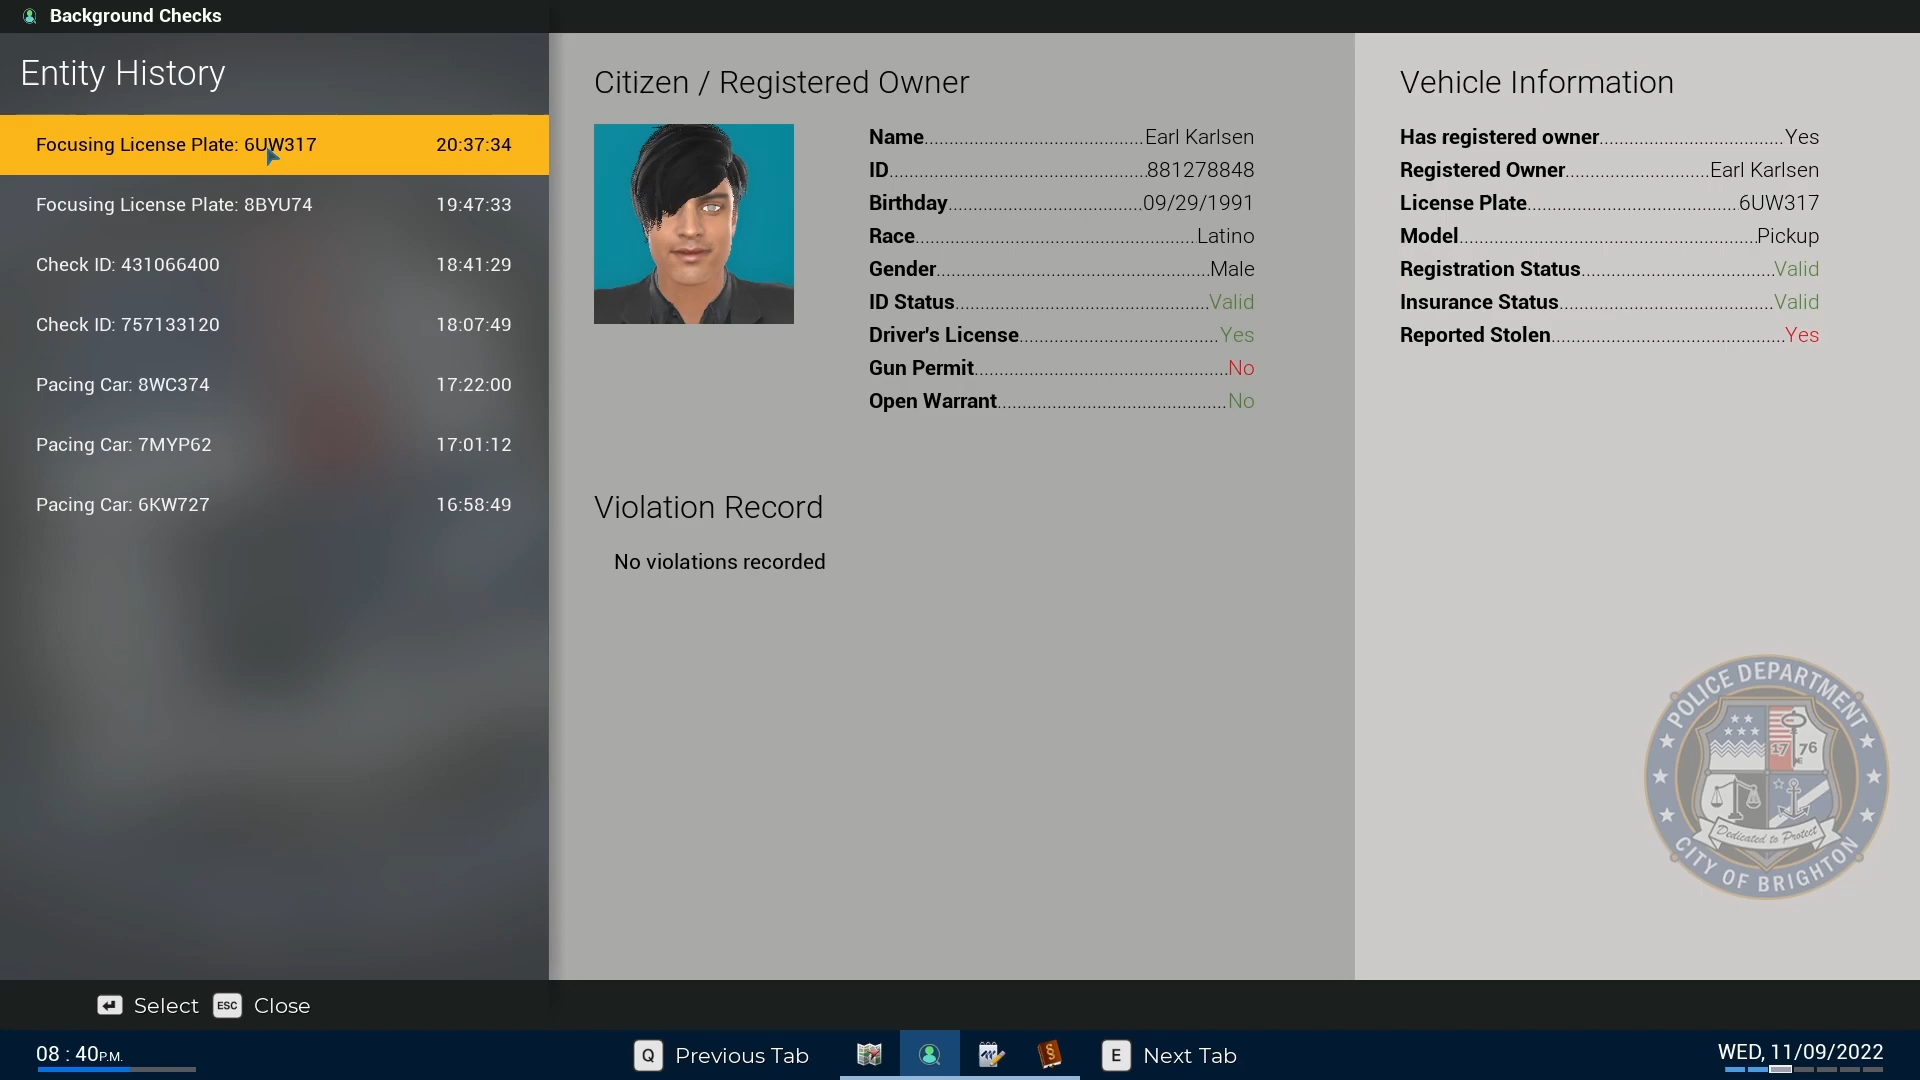 Background Checks
Entity History
Focusing License Plate: 6UW317 20:37:34
Focusing License Plate: 8BYU74 19:47:33
Check ID: 431066400 18:41:29
Check ID: 757133120 18:07:49
Pacing Car: 8WC374 17:22:00
Pacing Car: 7MYP62 17:01:12
Pacing Car: 6KW727 16:58:49
Citizen / Registered Owner
Name Earl Karlsen
ID 881278848
Birthday 09/29/1991
Race Latino
Gender Male
ID Status Valid
Driver's License Yes
Gun Permit No
Open Warrant No
Violation Record
No violations recorded
Vehicle Information
Has registered owner Yes
Registered Owner Earl Karlsen
License Plate 6UW317
Model Pickup
Registration Status Valid
Insurance Status Valid
Reported Stolen Yes
POLICE DEPARTMENT
17 76
Dedicated to Protect
CITY OF BRIGHTON
Select ESC Close
08 : 40 P.M.
Q Previous Tab E Next Tab
WED, 11/09/2022